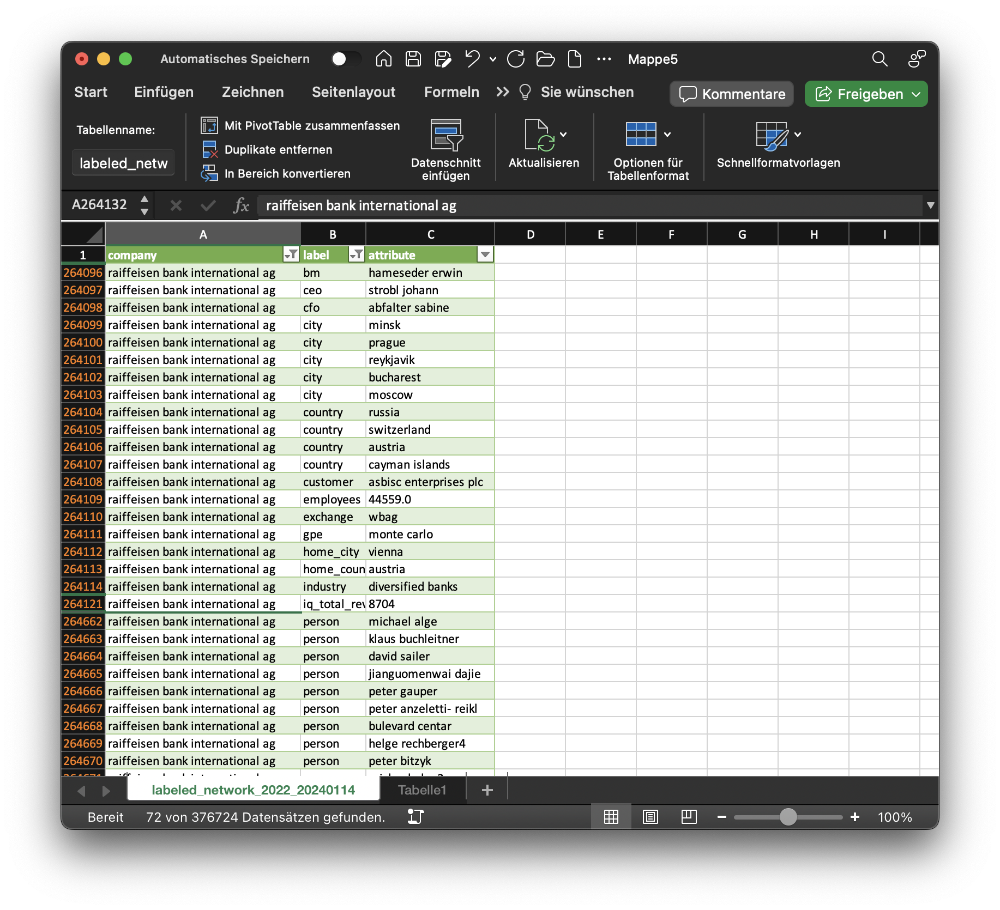 Automatisches Speichern Mappe5
Start Einfügen Zeichnen Seitenlayout Formeln Sie wünschen Kommentare Freigeben
Tabellenname:
labeled_netw
Mit PivotTable zusammenfassen
Duplikate entfernen
In Bereich konvertieren
Datenschnitt
einfügen
Aktualisieren
Optionen für
Tabellenformat
Schnellformatvorlagen
A264132 fx raiffeisen bank international ag
A B C D E F G H I
1 company label attribute
264096 raiffeisen bank international ag bm hameseder erwin
264097 raiffeisen bank international ag ceo strobl johann
264098 raiffeisen bank international ag cfo abfalter sabine
264099 raiffeisen bank international ag city minsk
264100 raiffeisen bank international ag city prague
264101 raiffeisen bank international ag city reykjavik
264102 raiffeisen bank international ag city bucharest
264103 raiffeisen bank international ag city moscow
264104 raiffeisen bank international ag country russia
264105 raiffeisen bank international ag country switzerland
264106 raiffeisen bank international ag country austria
264107 raiffeisen bank international ag country cayman islands
264108 raiffeisen bank international ag customer asbisc enterprises plc
264109 raiffeisen bank international ag employees 44559.0
264110 raiffeisen bank international ag exchange wbag
264111 raiffeisen bank international ag gpe monte carlo
264112 raiffeisen bank international ag home_city vienna
264113 raiffeisen bank international ag home_coun austria
264114 raiffeisen bank international ag industry diversified banks
264121 raiffeisen bank international ag iq_total_rev 8704
264662 raiffeisen bank international ag person michael alge
264663 raiffeisen bank international ag person klaus buchleitner
264664 raiffeisen bank international ag person david sailer
264665 raiffeisen bank international ag person jianguomenwai dajie
264666 raiffeisen bank international ag person peter gauper
264667 raiffeisen bank international ag person peter anzeletti- reikl
264668 raiffeisen bank international ag person bulevard centar
264669 raiffeisen bank international ag person helge rechberger4
264670 raiffeisen bank international ag person peter bitzyk
labeled_network_2022_20240114 Tabelle1
Bereit 72 von 376724 Datensätzen gefunden. 100%